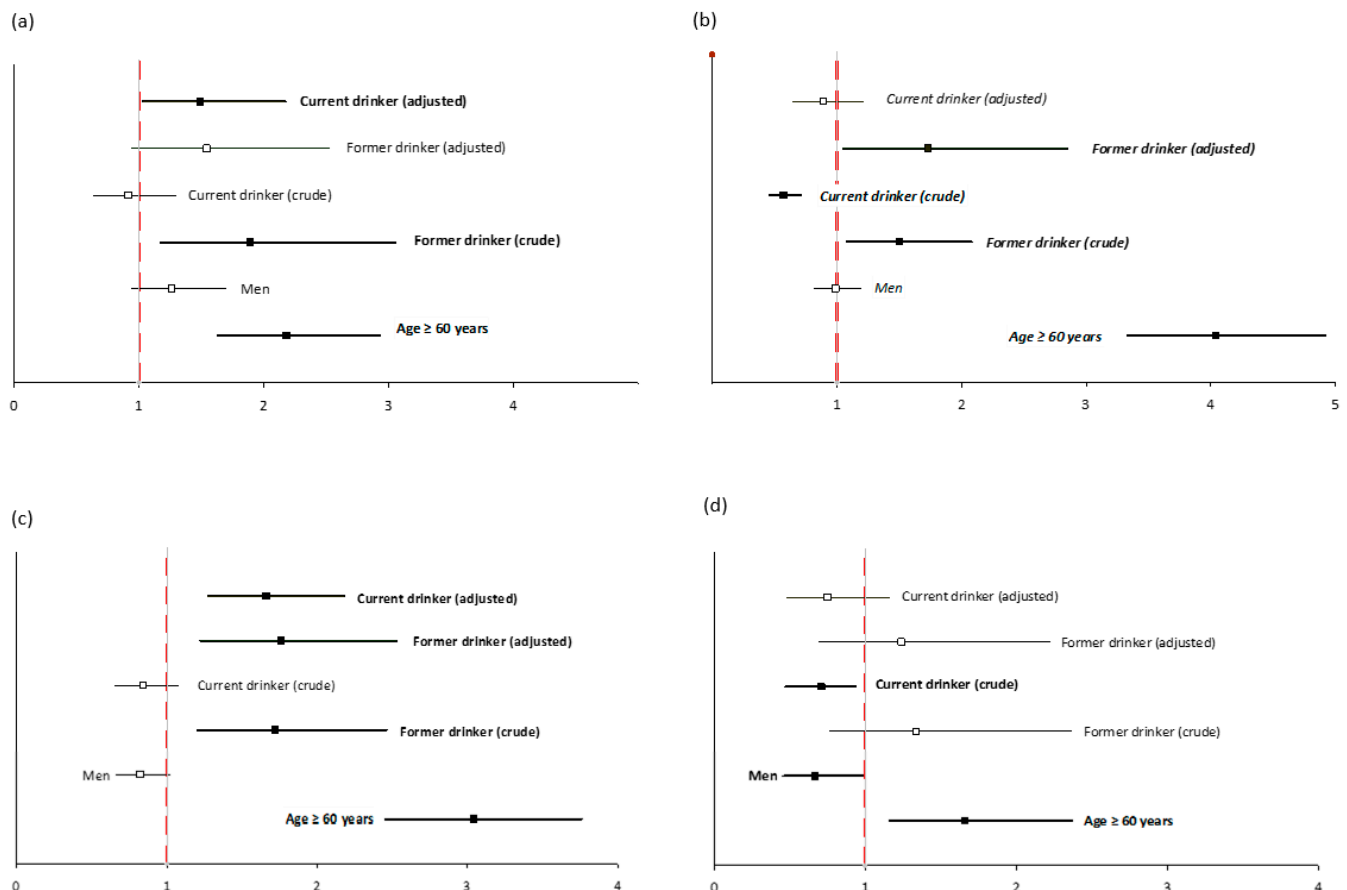 (a)
Current drinker (adjusted)
Former drinker (adjusted)
Current drinker (crude)
Former drinker (crude)
Men
Age ≥ 60 years
0 1 2 3 4
(b)
Current drinker (adjusted)
Former drinker (adjusted)
Current drinker (crude)
Former drinker (crude)
Men
Age ≥ 60 years
1 2 3 4 5
(c)
Current drinker (adjusted)
Former drinker (adjusted)
Current drinker (crude)
Former drinker (crude)
Men
Age ≥ 60 years
0 1 2 3 4
(d)
Current drinker (adjusted)
Former drinker (adjusted)
Current drinker (crude)
Former drinker (crude)
Men
Age ≥ 60 years
0 1 2 3 4